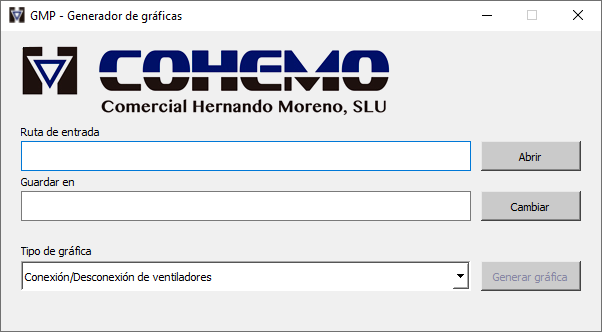 GMP - Generador de gráficas
COHEMO
Comercial Hernando Moreno, SLU
Ruta de entrada
Abrir
Guardar en
Cambiar
Tipo de gráfica
Conexión/Desconexión de ventiladores
Generar gráfica